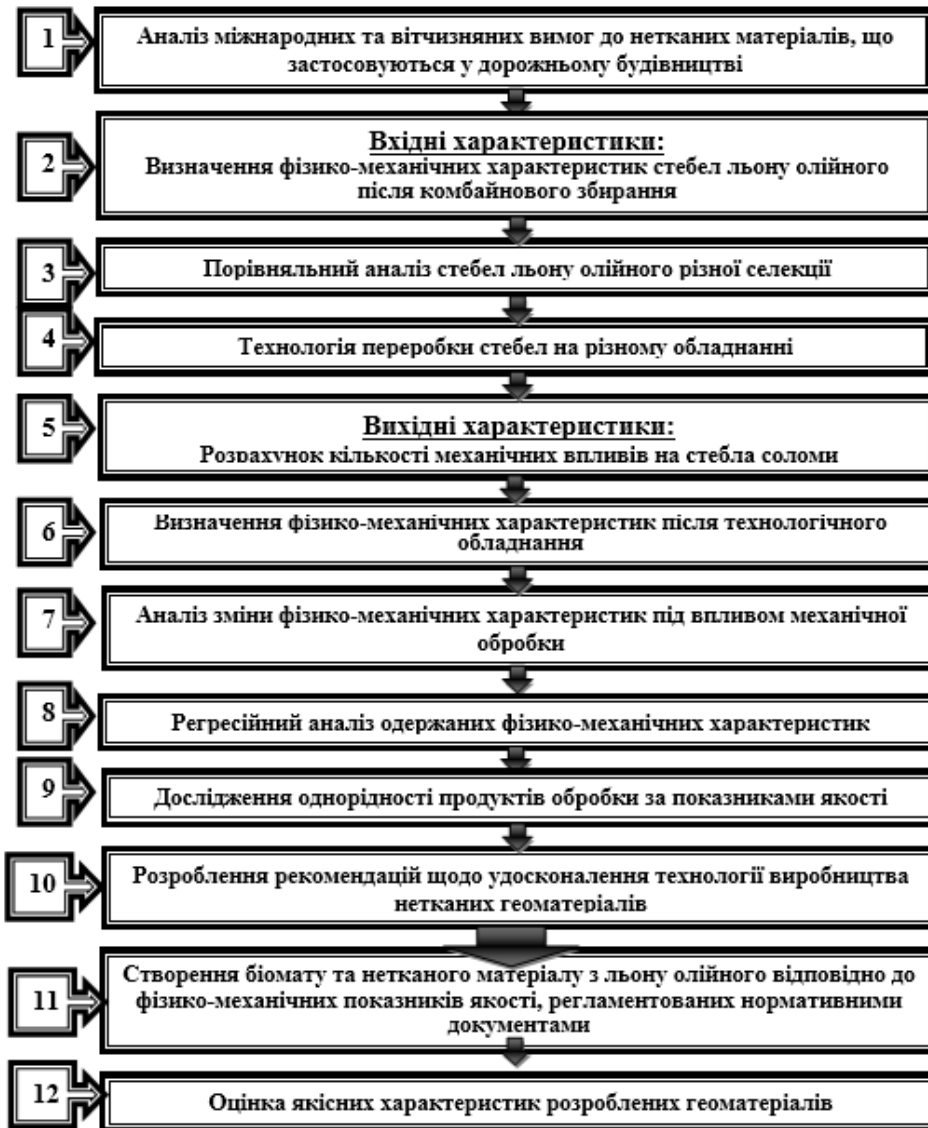 1
Аналіз міжнародних та вітчизняних вимог до нетканих матеріалів, що
застосовуються у дорожньому будівництві
2
Вхідні характеристики:
Визначення фізико-механічних характеристик стебел льону олійного
після комбайнового збирання
3
Порівняльний аналіз стебел льону олійного різної селекції
4
Технологія переробки стебел на різному обладнанні
5
Вихідні характеристики:
Розрахунок кількості механічних впливів на стебла соломи
6
Визначення фізико-механічних характеристик після технологічного
обладнання
7
Аналіз зміни фізико-механічних характеристик під впливом механічної
обробки
8
Регресійний аналіз одержаних фізико-механічних характеристик
9
Дослідження однорідності продуктів обробки за показниками якості
10
Розроблення рекомендацій щодо удосконалення технології виробництва
нетканих геоматеріалів
11
Створення біомату та нетканого матеріалу з льону олійного відповідно до
фізико-механічних показників якості, регламентованих нормативними
документами
12
Оцінка якісних характеристик розроблених геоматеріалів